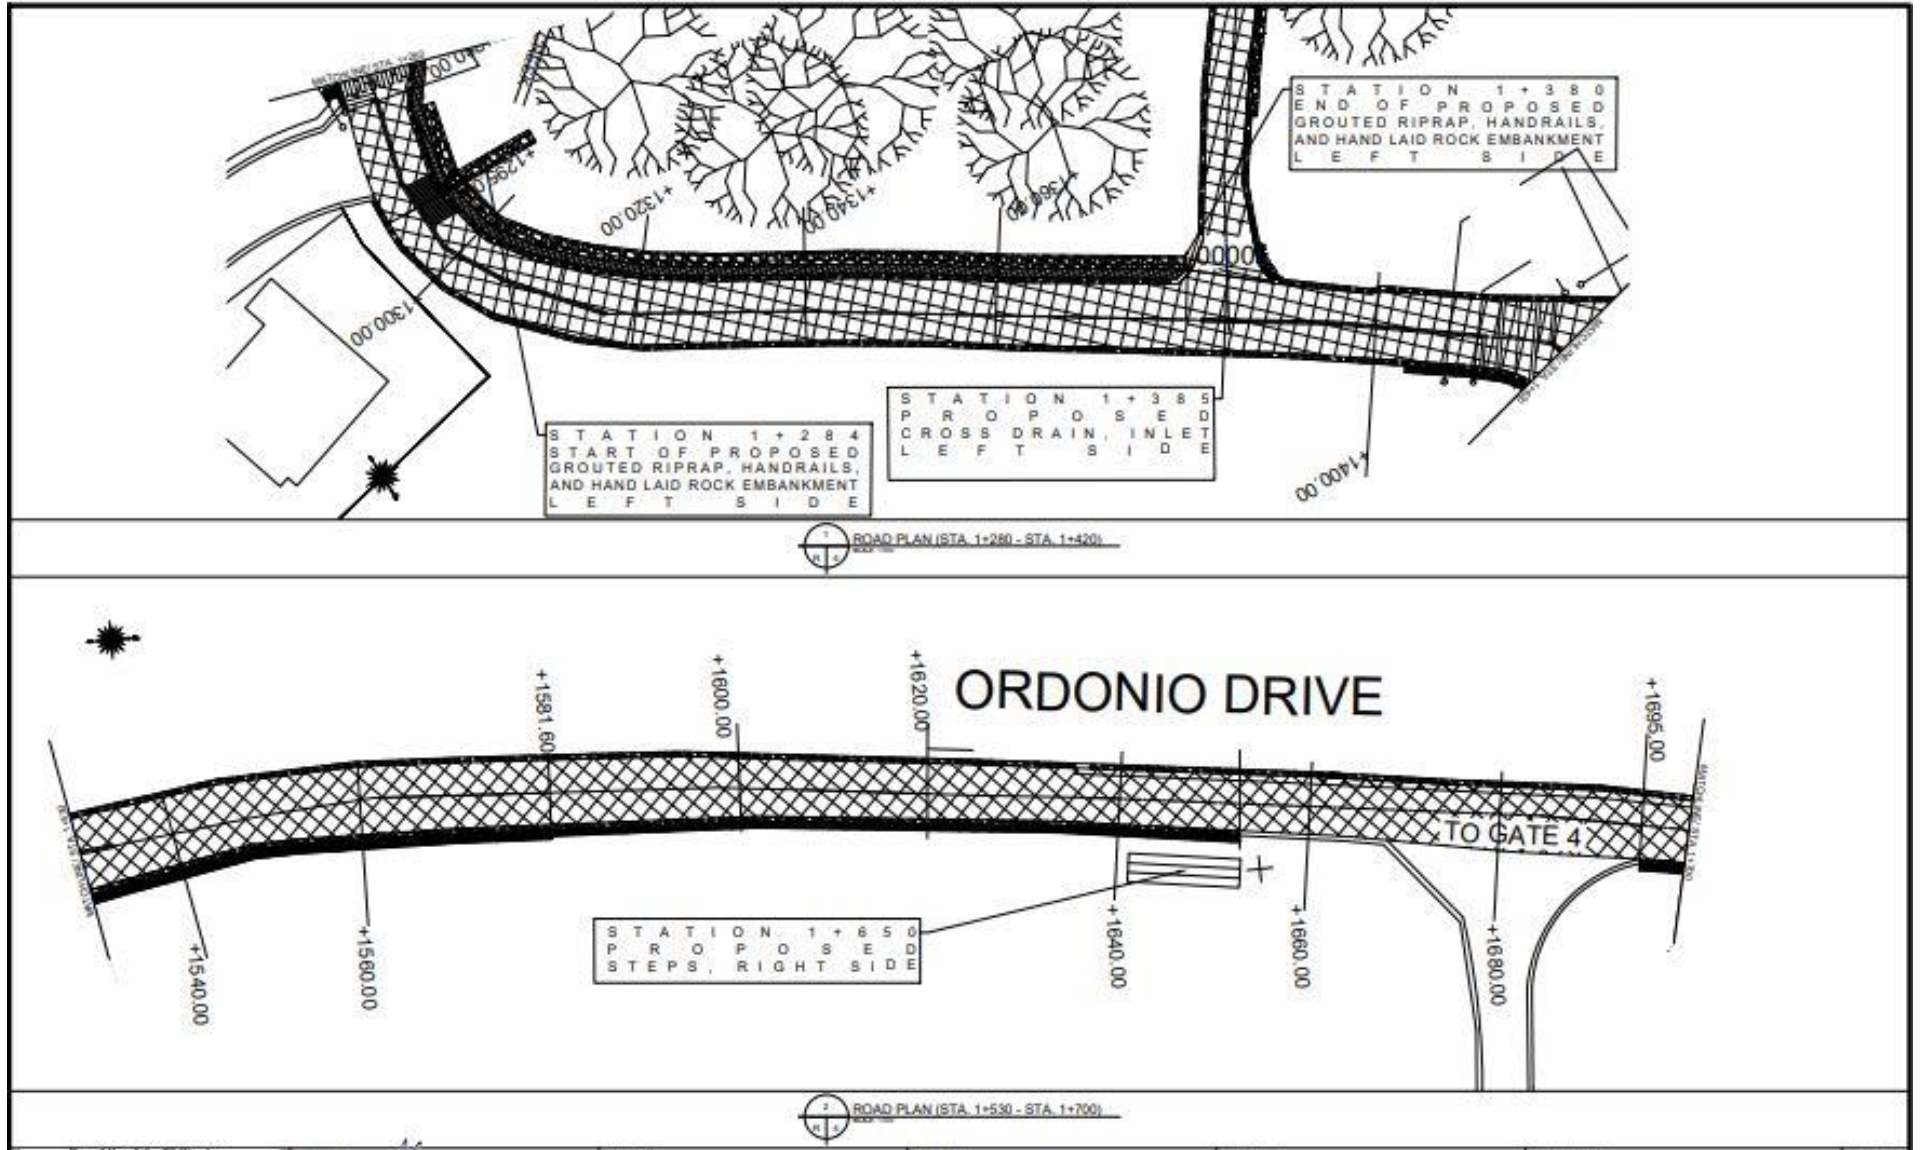 STATION 1+380
END OF PROPOSED
GROUTED RIPRAP, HANDRAILS,
AND HAND LAID ROCK EMBANKMENT
LEFT SIDE
+1320.00
+1340.00
+1360.00
1300.00
STATION 1+385
PROPOSED
CROSS DRAIN, INLET
LEFT SIDE
STATION 1+284
START OF PROPOSED
GROUTED RIPRAP, HANDRAILS,
AND HAND LAID ROCK EMBANKMENT
LEFT SIDE
+1400.00
1
ROAD PLAN (STA. 1+280 - STA. 1+420)
+1581.60
+1600.00
+1620.00
ORDONIO DRIVE
+1695.00
TO GATE 4
STATION 1+650
PROPOSED
STEPS, RIGHT SIDE
+1540.00
+1560.00
+1640.00
+1660.00
+1680.00
2
ROAD PLAN (STA. 1+530 - STA. 1+700)